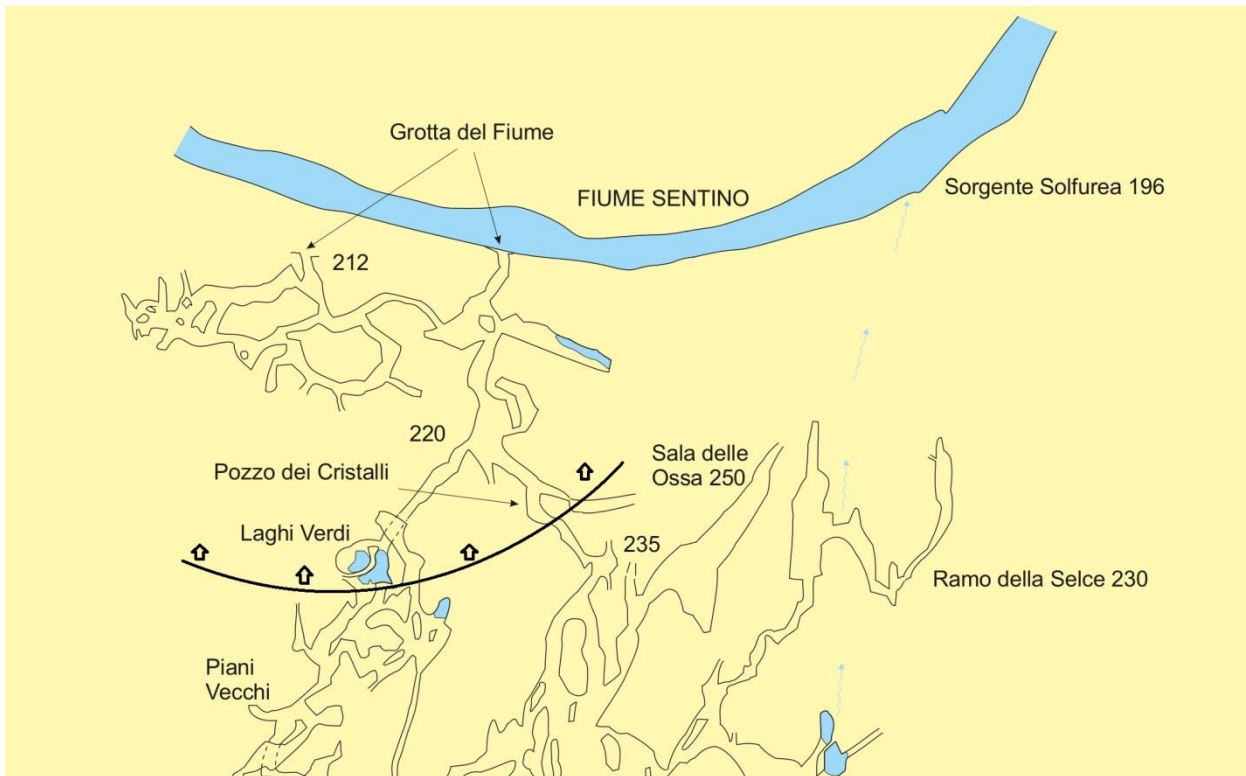 Grotta del Fiume
FIUME SENTINO
Sorgente Solfurea 196
212
220
Pozzo dei Cristalli
Sala delle
Ossa 250
Laghi Verdi
235
Ramo della Selce 230
Piani
Vecchi